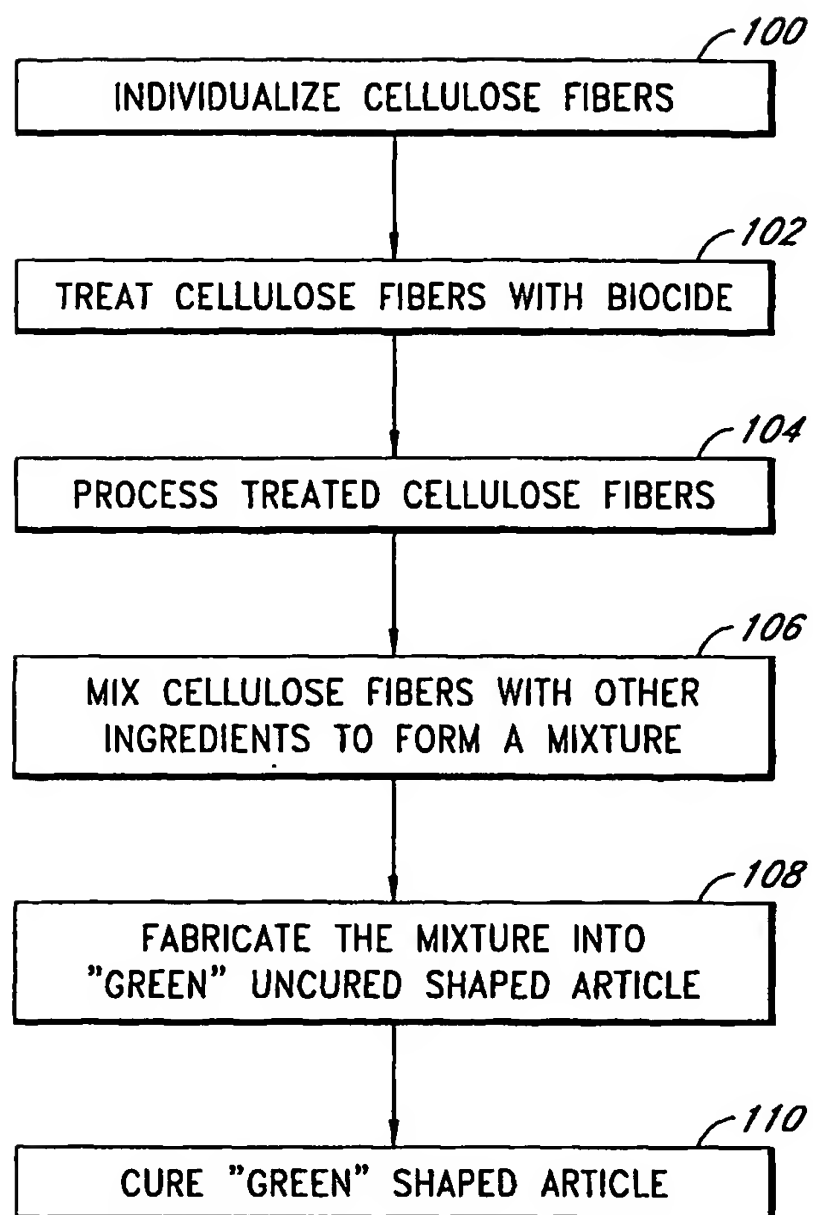 100
INDIVIDUALIZE CELLULOSE FIBERS
102
TREAT CELLULOSE FIBERS WITH BIOCIDE
104
PROCESS TREATED CELLULOSE FIBERS
106
MIX CELLULOSE FIBERS WITH OTHER
INGREDIENTS TO FORM A MIXTURE
108
FABRICATE THE MIXTURE INTO
"GREEN" UNCURED SHAPED ARTICLE
110
CURE "GREEN" SHAPED ARTICLE